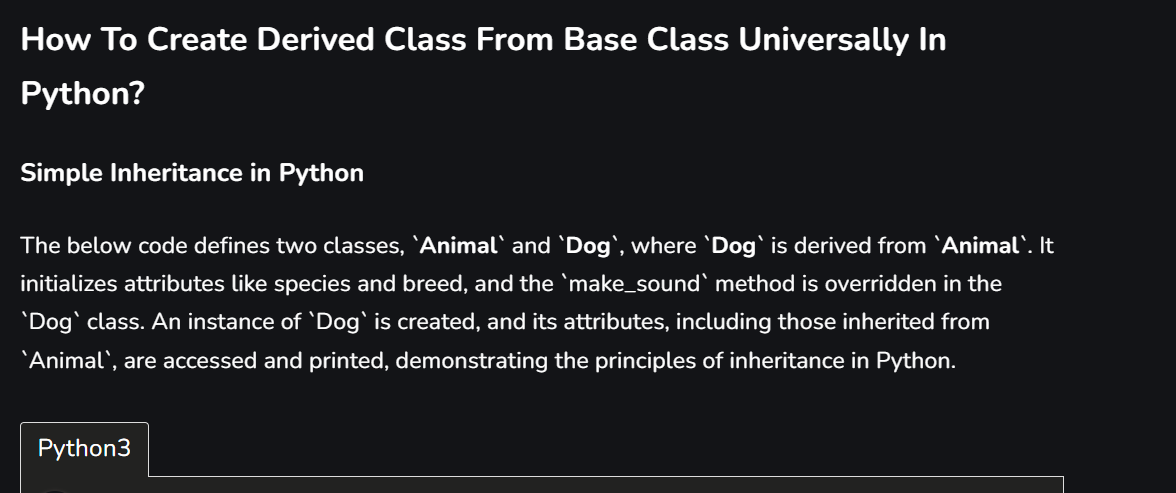 How To Create Derived Class From Base Class Universally In
Python?
Simple Inheritance in Python
The below code defines two classes, `Animal` and `Dog`, where `Dog` is derived from `Animal`. It
initializes attributes like species and breed, and the `make_sound` method is overridden in the
`Dog` class. An instance of `Dog` is created, and its attributes, including those inherited from
`Animal`, are accessed and printed, demonstrating the principles of inheritance in Python.
Python3